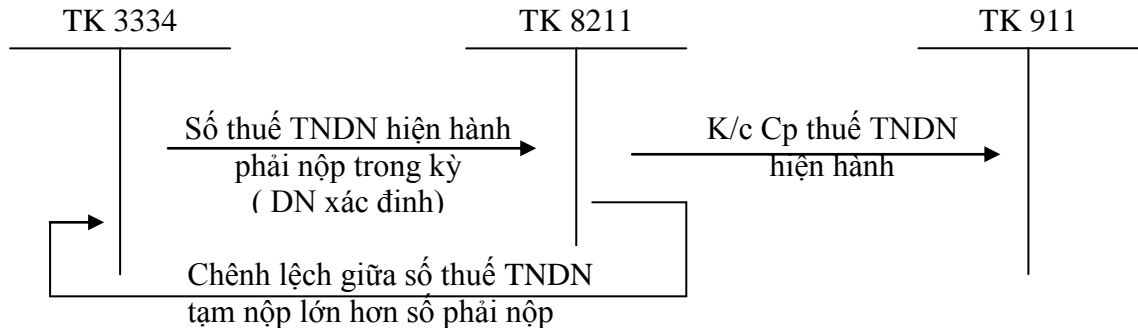 TK 3334
TK 8211
TK 911
Số thuế TNDN hiện hành
phải nộp trong kỳ
( DN xác đinh)
K/c Cp thuế TNDN
hiện hành
Chênh lệch giữa số thuế TNDN
tạm nộp lớn hơn số phải nộp